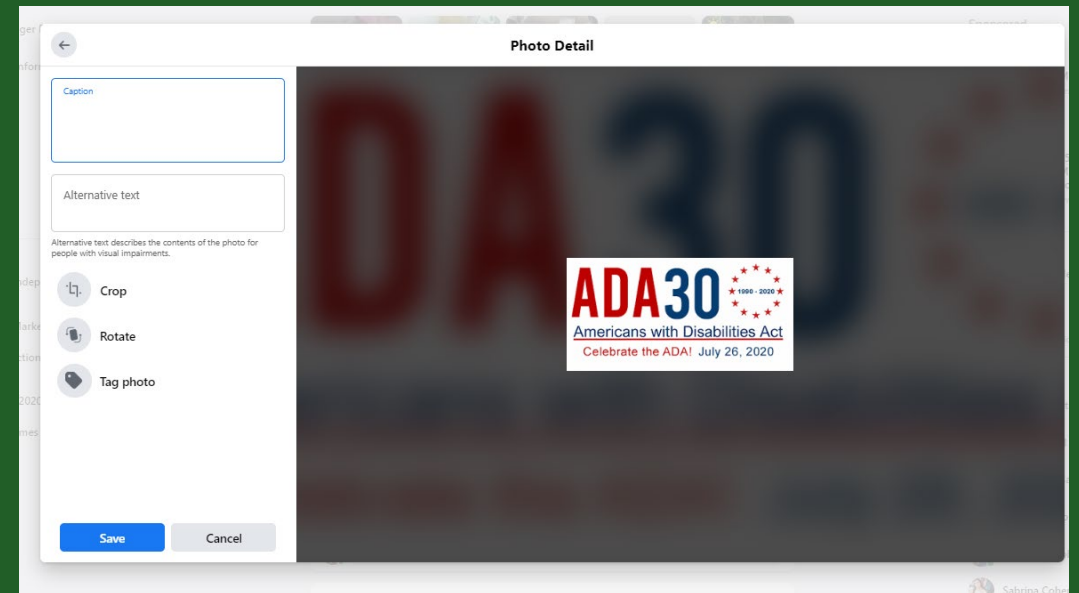 Sponsored
Photo Detail
Caption
Alternative text
Alternative text describes the contents of the photo for
people with visual impairments.
Crop
Rotate
Tag photo
Save
Cancel
ADA30
★ 1990 - 2020 ★
Americans with Disabilities Act
Celebrate the ADA! July 26, 2020